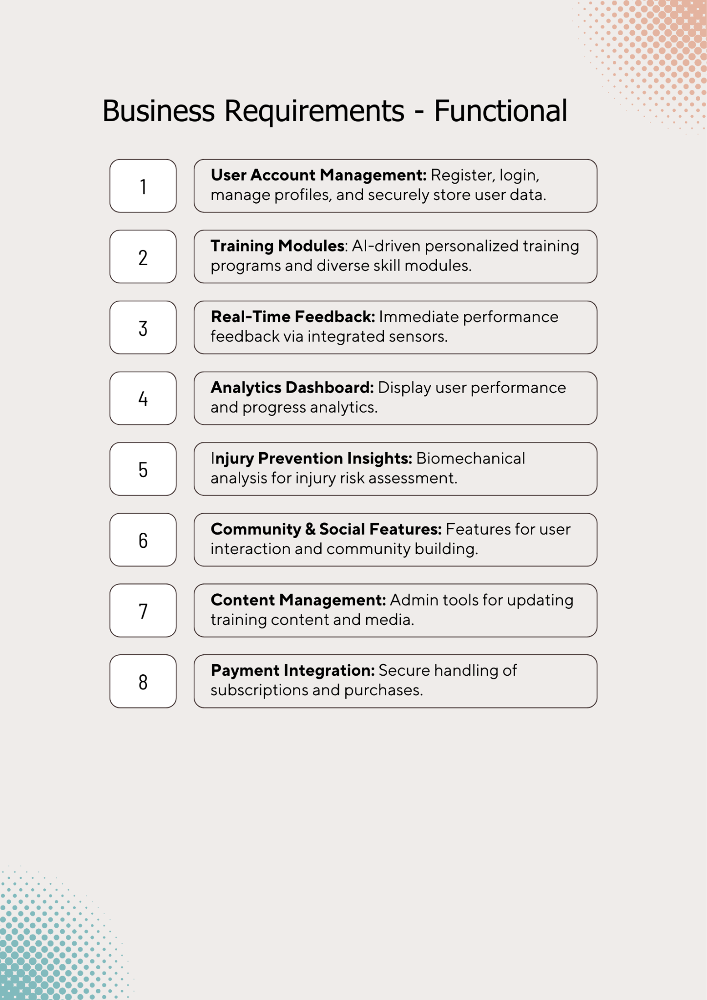 Business Requirements - Functional
1
User Account Management: Register, login,
manage profiles, and securely store user data.
2
Training Modules: AI-driven personalized training
programs and diverse skill modules.
3
Real-Time Feedback: Immediate performance
feedback via integrated sensors.
4
Analytics Dashboard: Display user performance
and progress analytics.
5
Injury Prevention Insights: Biomechanical
analysis for injury risk assessment.
6
Community & Social Features: Features for user
interaction and community building.
7
Content Management: Admin tools for updating
training content and media.
8
Payment Integration: Secure handling of
subscriptions and purchases.